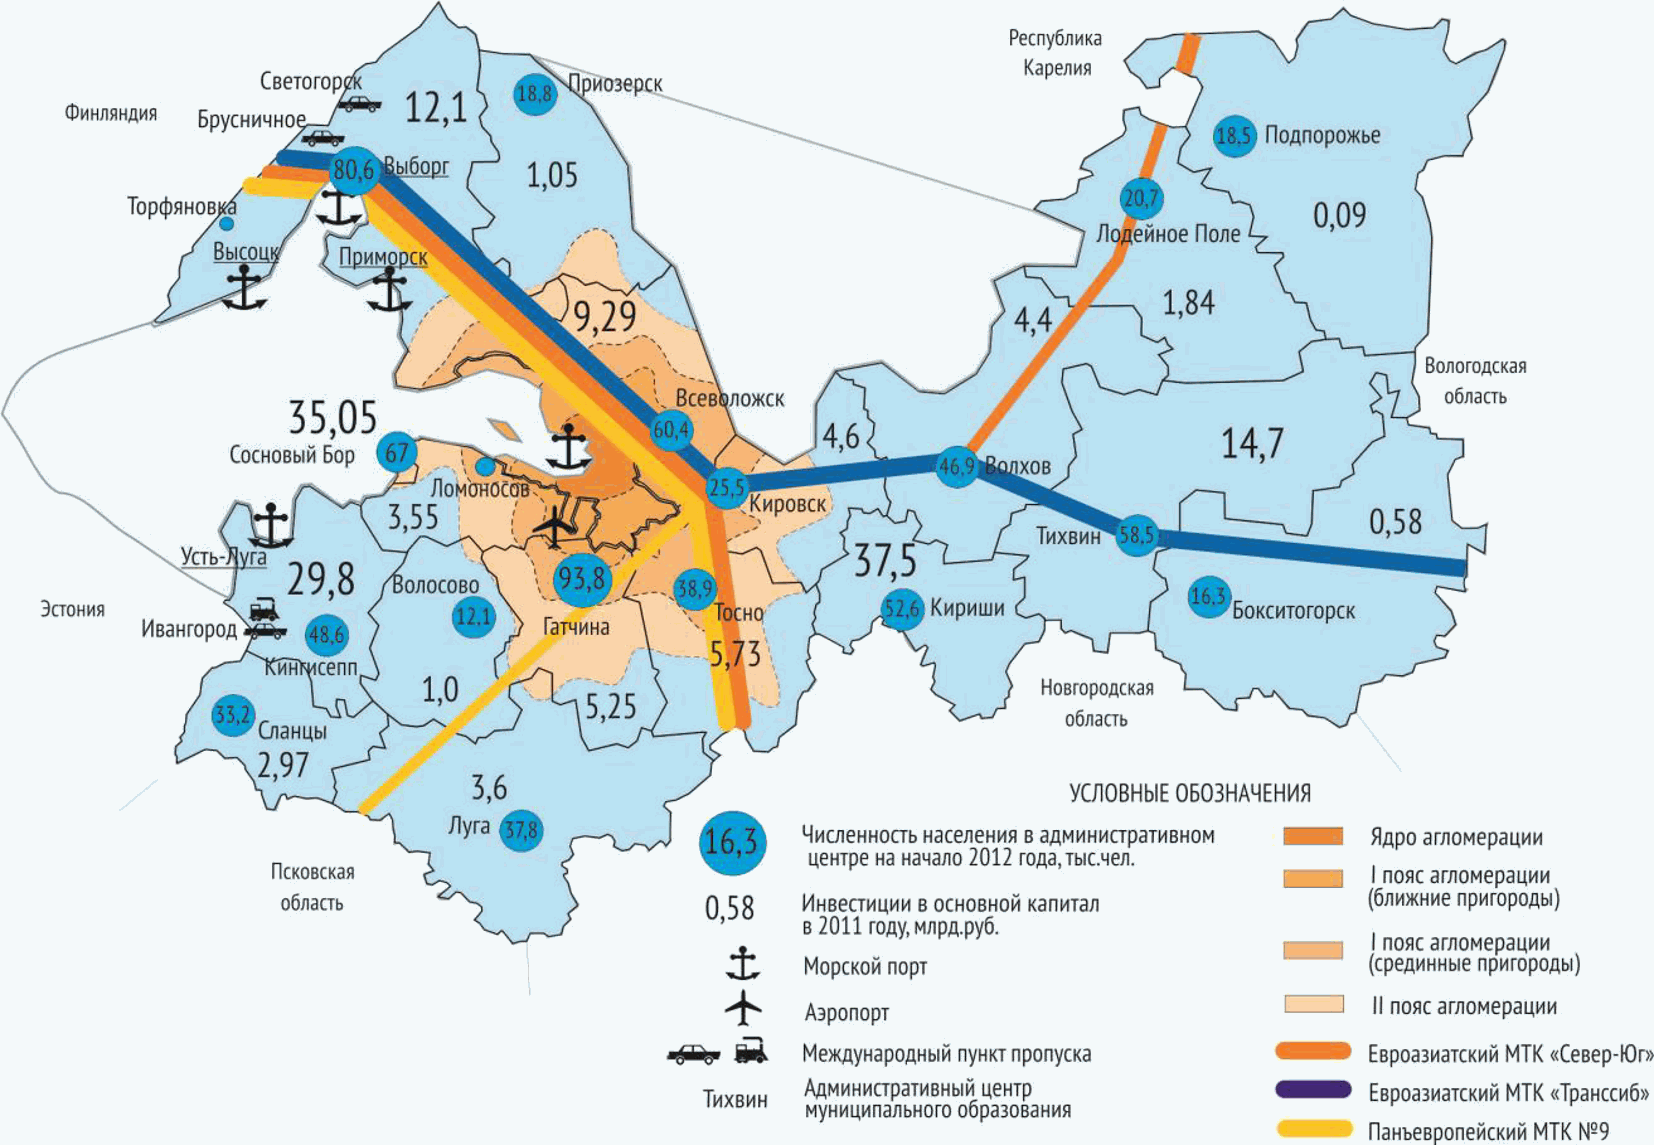 Республика
Карелия
Светогорск
Приозерск
18,8
12,1
Финляндия
Брусничное
18,5
Подпорожье
80,6
Выборг
1,05
Торфяновка
20,7
0,09
Лодейное Поле
Высоцк
Приморск
9,29
4,4
1,84
Вологодская
область
35,05
Всеволожск
60,4
4,6
14,7
Сосновый Бор
67
46,9
Волхов
Ломоносов
25,5
Кировск
3,55
0,58
Тихвин
58,5
Усть-Луга
29,8
37,5
Волосово
93,8
38,9
Эстония
12,1
Тосно
52,6
Кириши
16,3
Бокситогорск
Ивангород
48,6
Гатчина
Кингисепп
5,73
1,0
5,25
Новгородская
область
33,2
Сланцы
2,97
3,6
Луга
37,8
Псковская
область
УСЛОВНЫЕ ОБОЗНАЧЕНИЯ
16,3
Численность населения в административном
центре на начало 2012 года, тыс.чел.
0,58
Инвестиции в основной капитал
в 2011 году, млрд.руб.
Морской порт
Аэропорт
Международный пункт пропуска
Тихвин
Административный центр
муниципального образования
Ядро агломерации
I пояс агломерации
(ближние пригороды)
I пояс агломерации
(срединные пригороды)
II пояс агломерации
Евроазиатский МТК «Север-Юг»
Евроазиатский МТК «Транссиб»
Панъевропейский МТК №9